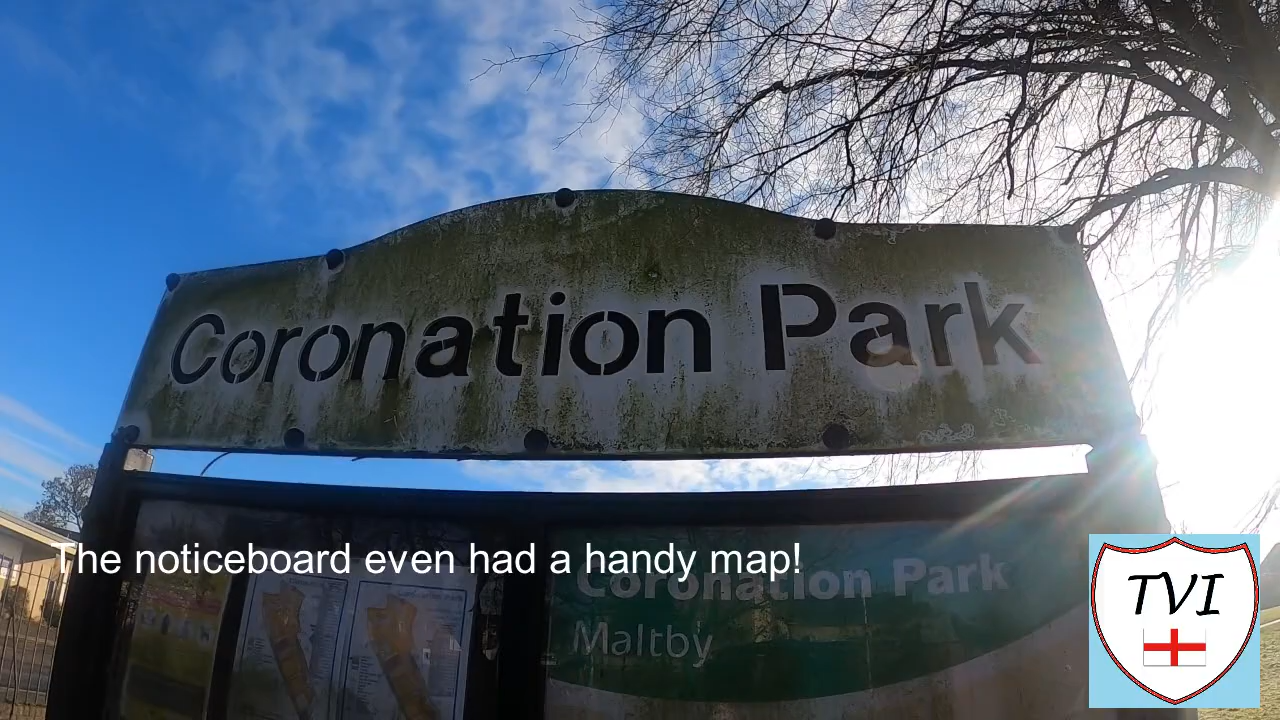 Coronation Park
The noticeboard even had a handy map!
Coronation Park
Maltby
TVI